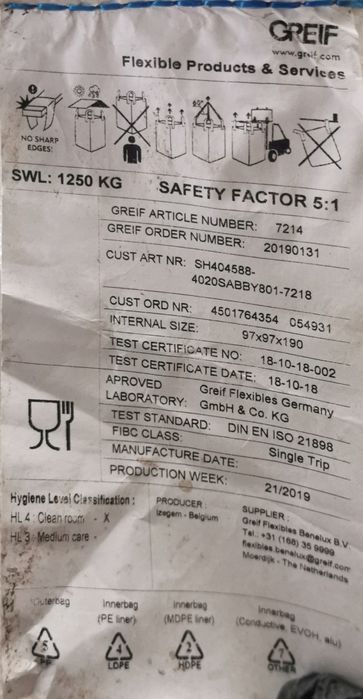 GREIF
www.greif.com
Flexible Products & Services
NO SHARP
EDGES:
SWL: 1250 KG SAFETY FACTOR 5:1
GREIF ARTICLE NUMBER: 7214
GREIF ORDER NUMBER: 20190131
CUST ART NR: SH404588-
4020SABBY801-7218
CUST ORD NR: 4501764354 054931
INTERNAL SIZE: 97x97x190
TEST CERTIFICATE NO: 18-10-18-002
TEST CERTIFICATE DATE: 18-10-18
APROVED Greif Flexibles Germany
LABORATORY: GmbH & Co. KG
TEST STANDARD: DIN EN ISO 21898
FIBC CLASS:
Single Trip
MANUFACTURE DATE:
PRODUCTION WEEK: 21/2019
Hygiene Level Classification :
HL 4 : Clean room - X
HL 3 : Medium care -
PRODUCER :
Izegem - Belgium
SUPPLIER :
Greif Flexibles Benelux B.V.
Tel.: +31 (168) 35 9999
flexibles.benelux@greif.com
Moerdijk - The Netherlands
Outerbag
5
PP
Innerbag
(PE liner)
4
LDPE
Innerbag
(MDPE liner)
2
HDPE
Innerbag
(Conductive, EVOH, alu)
7
OTHER